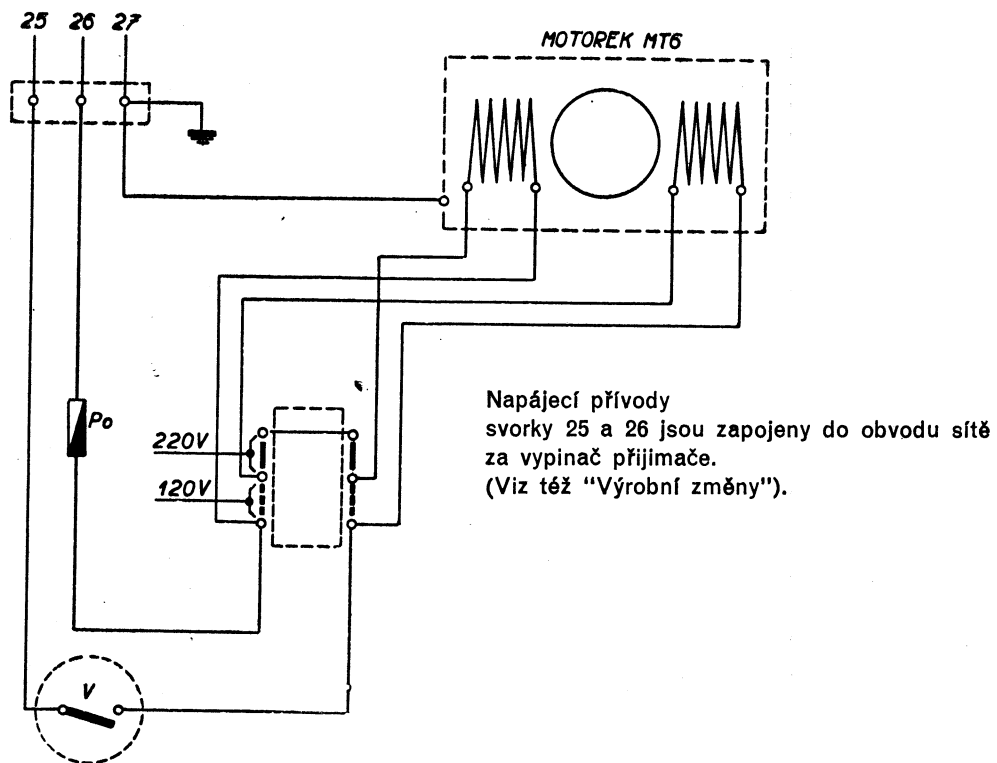 25 26 27
MOTOREK MT6
Po
220V
120V
Napájecí přívody
svorky 25 a 26 jsou zapojeny do obvodu sítě
za vypinač přijimače.
(Viz též “Výrobní změny”).
V